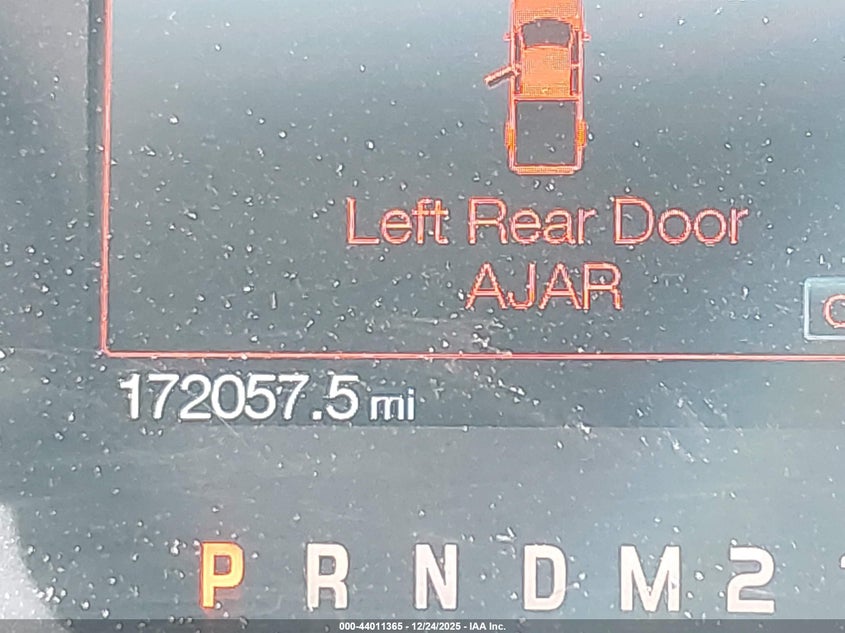 Left Rear Door
AJAR
172057.5 mi
P R N D M 2
000-44011365 - 12/24/2025 - IAA Inc.